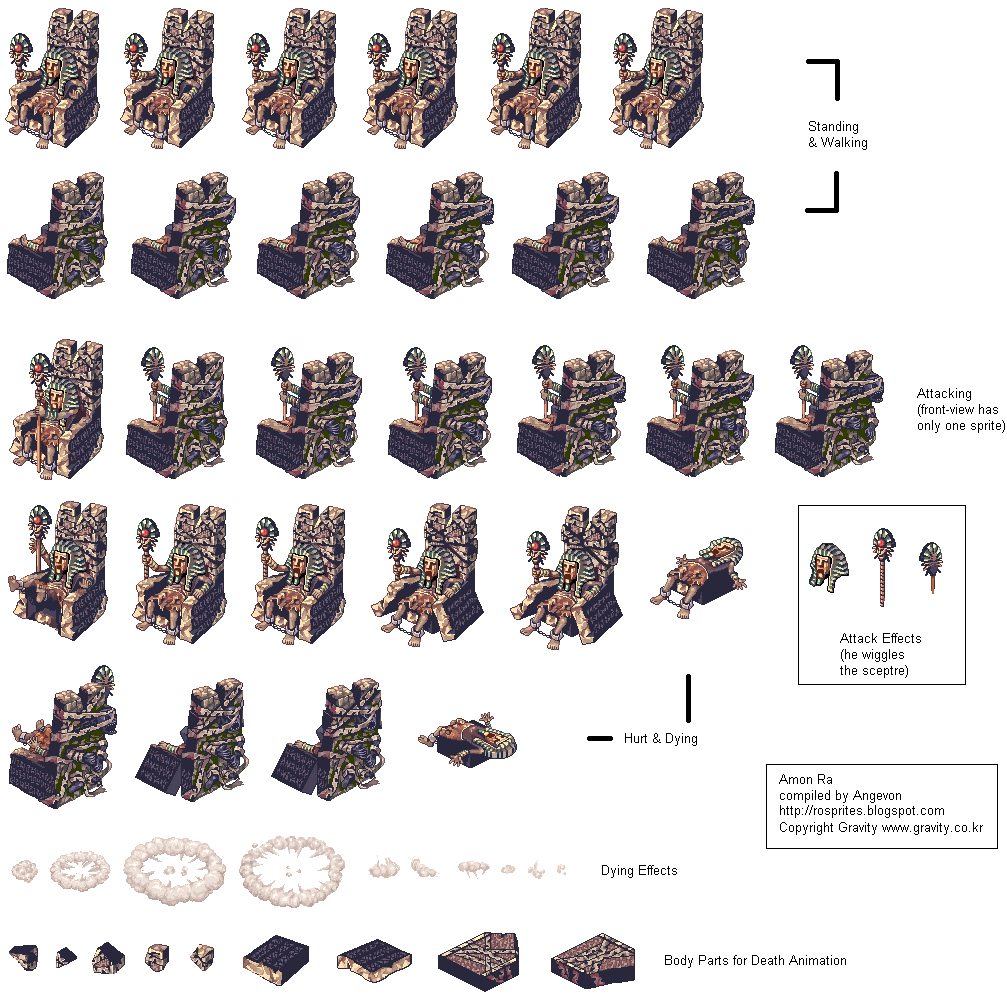 Standing
& Walking
Attacking
(front-view has
only one sprite)
Attack Effects
(he wiggles
the sceptre)
Hurt & Dying
Amon Ra
compiled by Angevon
http://rosprites.blogspot.com
Copyright Gravity www.gravity.co.kr
Dying Effects
Body Parts for Death Animation